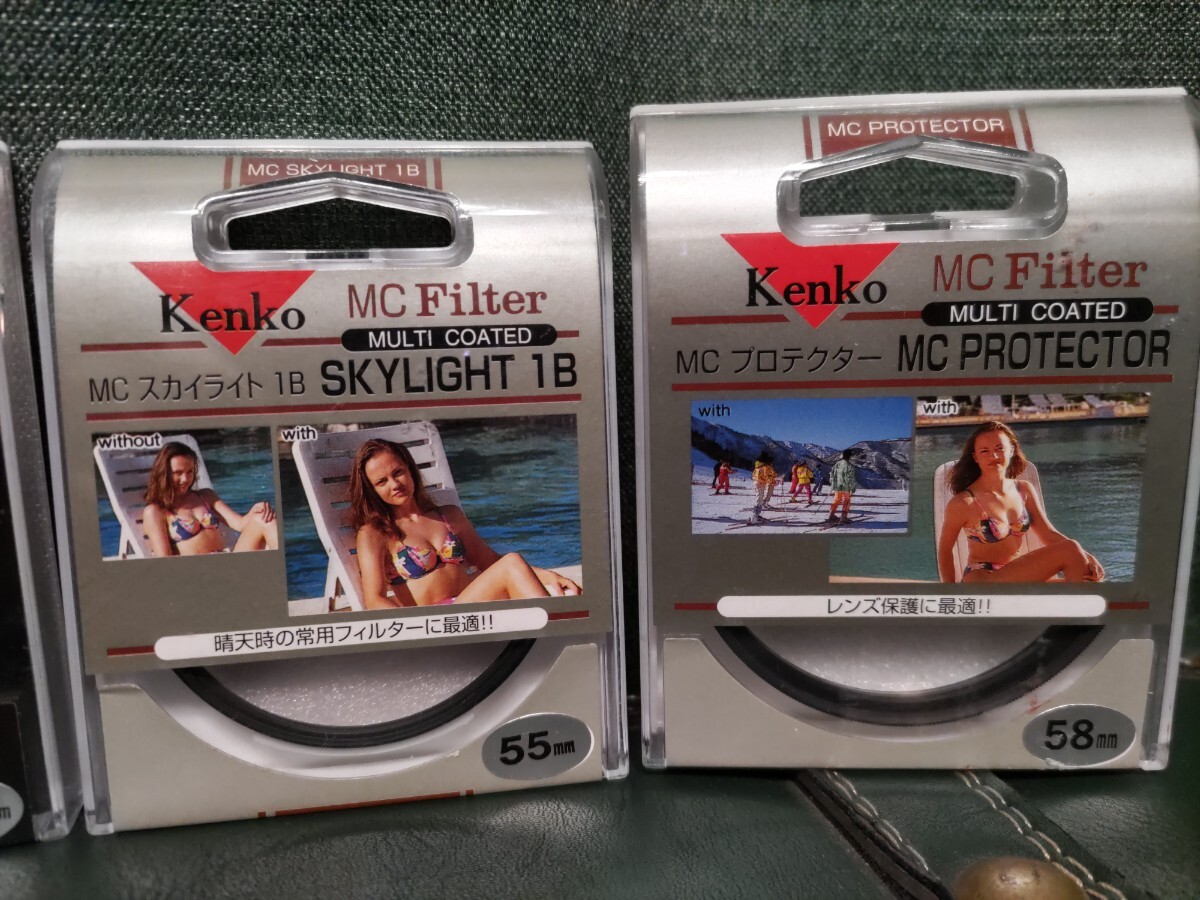 MC SKYLIGHT 1B
Kenko
MC Filter
MULTI COATED
MC スカイライト 1B SKYLIGHT 1B
without
with
晴天時の常用フィルターに最適!!
55mm
MC PROTECTOR
Kenko
MC Filter
MULTI COATED
MC プロテクター MC PROTECTOR
with
with
レンズ保護に最適!!
58mm